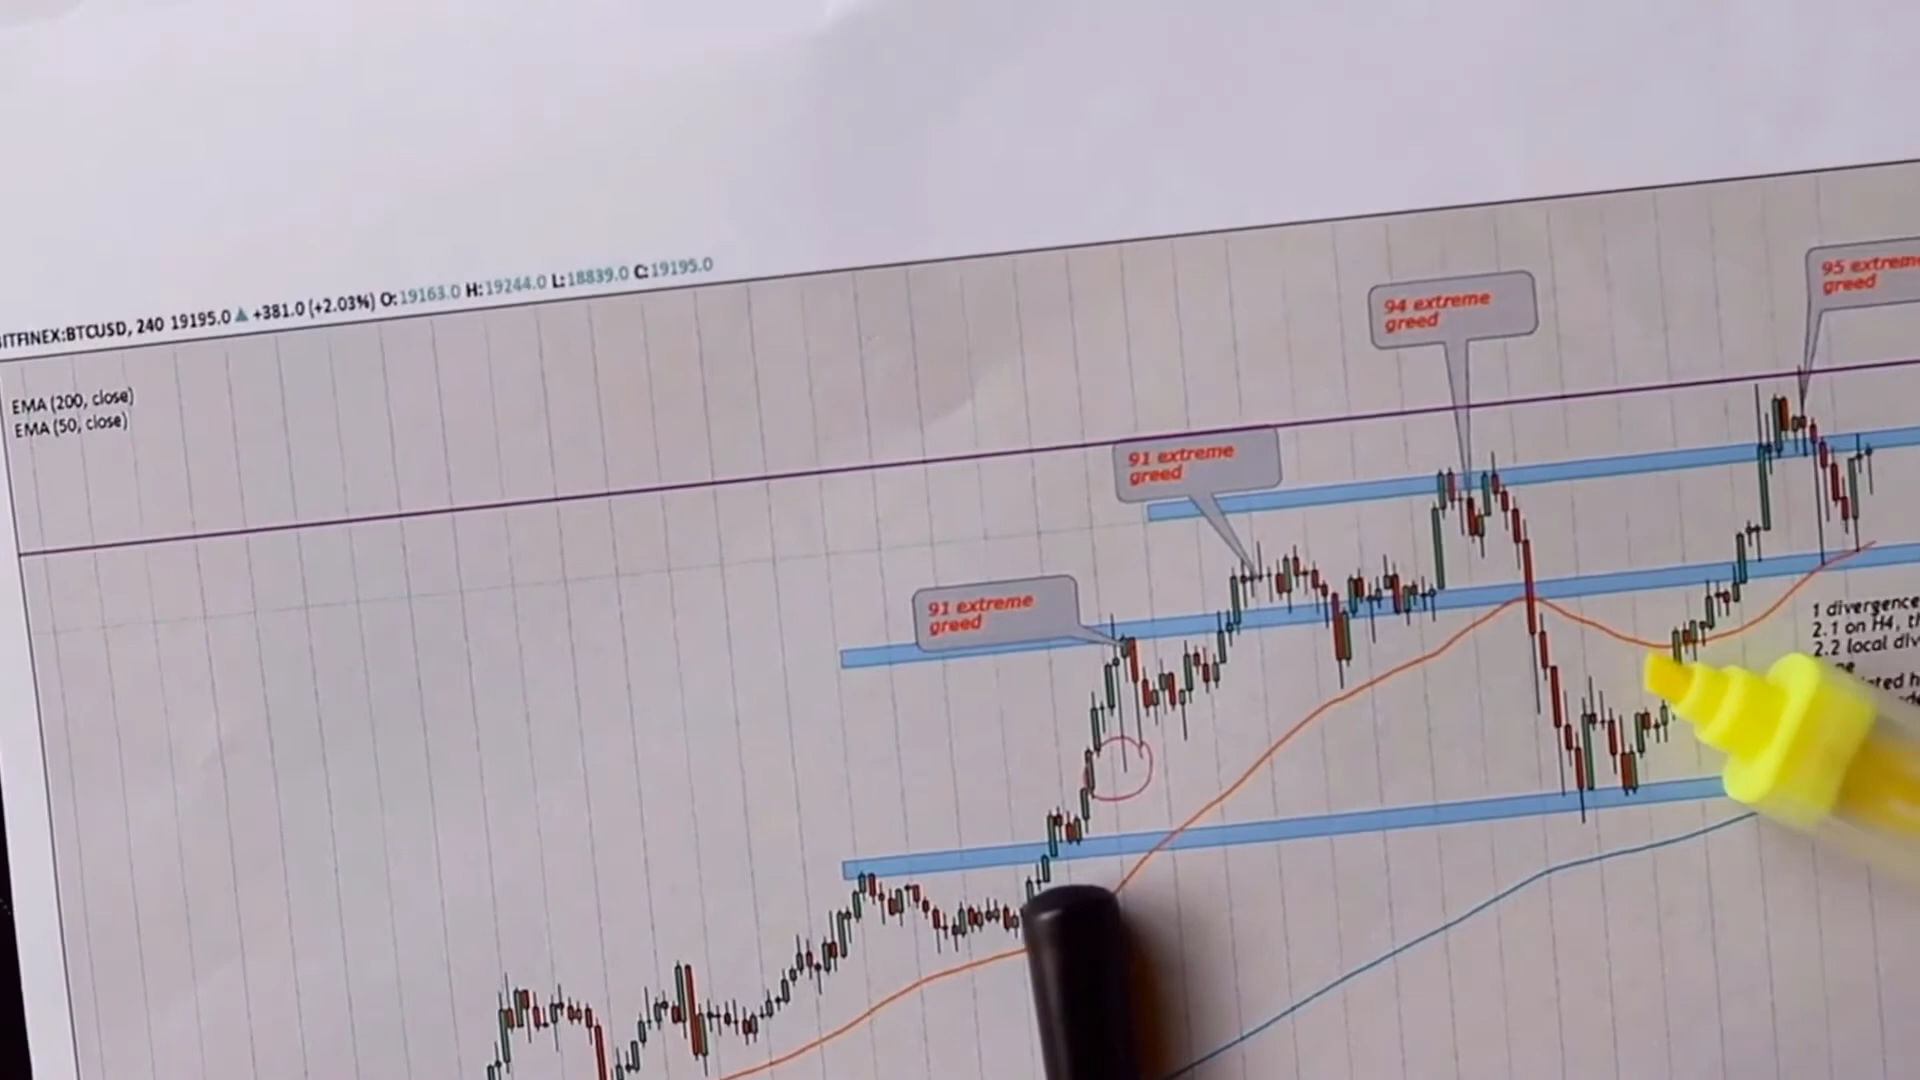 ITFINEX:BTCUSD, 240 19195.0 ▲ +381.0 (+2.03%) O:19163.0 H:19244.0 L:18839.0 C:19195.0
EMA (200, close)
EMA (50, close)
91 extreme
greed
91 extreme
greed
94 extreme
greed
95 extreme
greed
1 divergence
2.1 on H4, th
2.2 local div